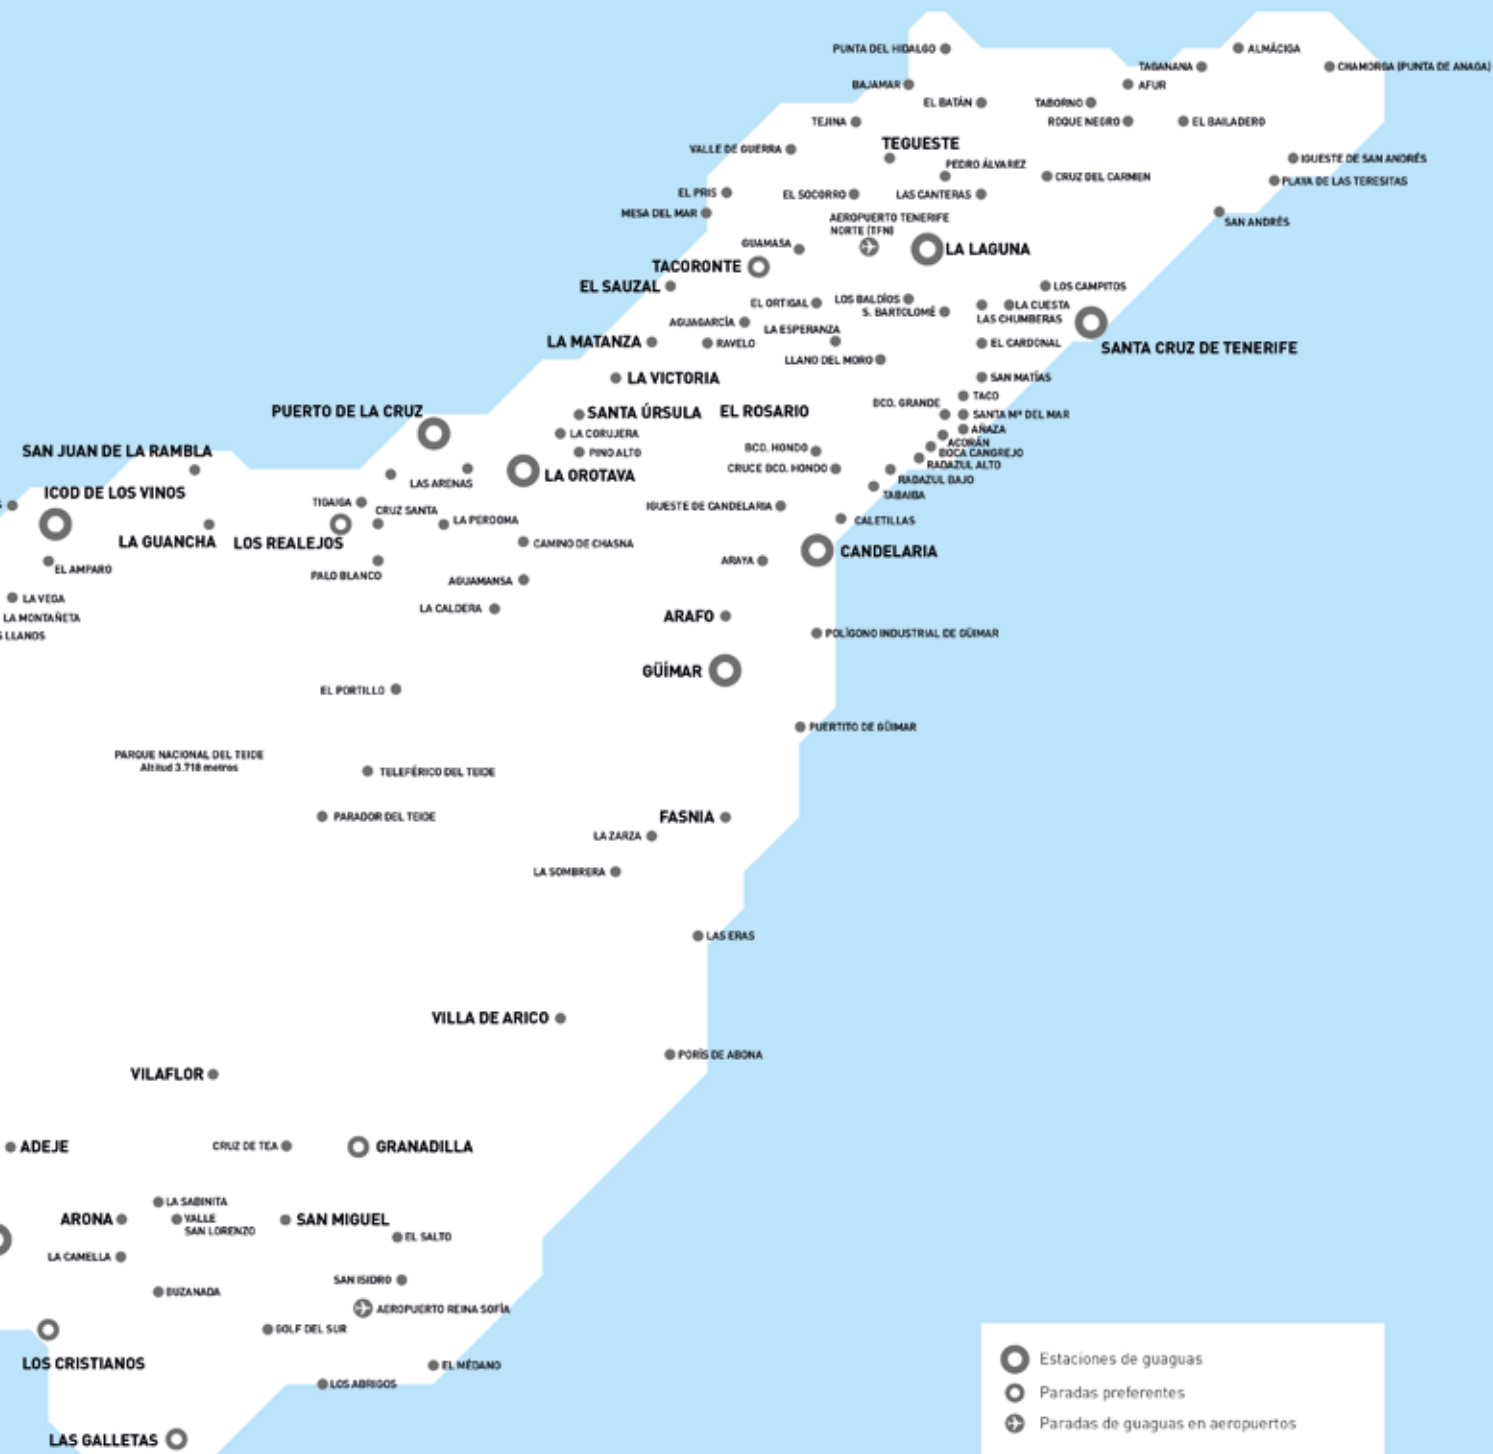 PUNTA DEL HIDALGO
ALMÁCIGA
TAGANANA
CHAMORGA (PUNTA DE ANAGA)
BAJAMAR
AFUR
EL BATÁN
TABORNO
TEJINA
ROQUE NEGRO
EL BAILADERO
TEGUESTE
VALLE DE GUERRA
PEDRO ÁLVAREZ
IGUESTE DE SAN ANDRÉS
CRUZ DEL CARMEN
PLAYA DE LAS TERESITAS
EL PRIS
EL SOCORRO
LAS CANTERAS
MESA DEL MAR
AEROPUERTO TENERIFE
NORTE (TFN)
SAN ANDRÉS
GUAMASA
LA LAGUNA
TACORONTE
EL SAUZAL
LOS CAMPITOS
EL ORTIGAL
LOS BALDÍOS
S. BARTOLOMÉ
LA CUESTA
LAS CHUMBERAS
AGUAGARCÍA
LA ESPERANZA
LA MATANZA
RAVELO
EL CARDONAL
SANTA CRUZ DE TENERIFE
LLANO DEL MORO
LA VICTORIA
SAN MATÍAS
TACO
BCO. GRANDE
PUERTO DE LA CRUZ
SANTA ÚRSULA
EL ROSARIO
SANTA Mª DEL MAR
LA CORUJERA
AÑAZA
ACORÁN
SAN JUAN DE LA RAMBLA
PINO ALTO
BCO. HONDO
BOCA CANGREJO
CRUCE BCO. HONDO
RADAZUL ALTO
LAS ARENAS
LA OROTAVA
RADAZUL BAJO
ICOD DE LOS VINOS
TABAIBA
TIGAIGA
CRUZ SANTA
IGUESTE DE CANDELARIA
LA PERDOMA
CALETILLAS
LA GUANCHA
LOS REALEJOS
CAMINO DE CHASNA
CANDELARIA
EL AMPARO
PALO BLANCO
ARAYA
AGUAMANSA
LA VEGA
LA CALDERA
LA MONTAÑETA
ARAFO
S LLANOS
POLÍGONO INDUSTRIAL DE GÜIMAR
GÜÍMAR
EL PORTILLO
PUERTITO DE GÜIMAR
PARQUE NACIONAL DEL TEIDE
Altitud 3.718 metros
TELEFÉRICO DEL TEIDE
PARADOR DEL TEIDE
FASNIA
LA ZARZA
LA SOMBRERA
LAS ERAS
VILLA DE ARICO
PORÍS DE ABONA
VILAFLOR
ADEJE
CRUZ DE TEA
GRANADILLA
LA SABINITA
ARONA
VALLE
SAN LORENZO
SAN MIGUEL
EL SALTO
LA CAMELLA
SAN ISIDRO
BUZANADA
AEROPUERTO REINA SOFÍA
GOLF DEL SUR
LOS CRISTIANOS
EL MÉDANO
LOS ABRIGOS
LAS GALLETAS
Estaciones de guaguas
Paradas preferentes
Paradas de guaguas en aeropuertos